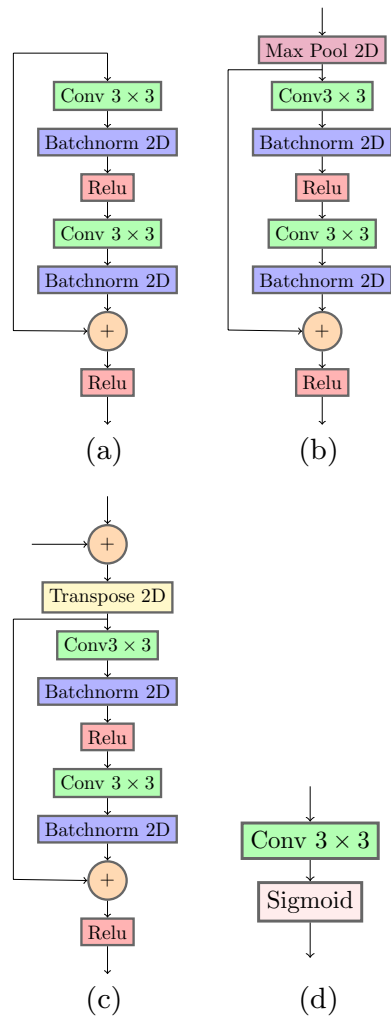 Conv 3 × 3
Batchnorm 2D
Relu
Conv 3 × 3
Batchnorm 2D
+
Relu
(a)
Max Pool 2D
Conv3 × 3
Batchnorm 2D
Relu
Conv 3 × 3
Batchnorm 2D
+
Relu
(b)
+
Transpose 2D
Conv3 × 3
Batchnorm 2D
Relu
Conv 3 × 3
Batchnorm 2D
+
Relu
(c)
Conv 3 × 3
Sigmoid
(d)